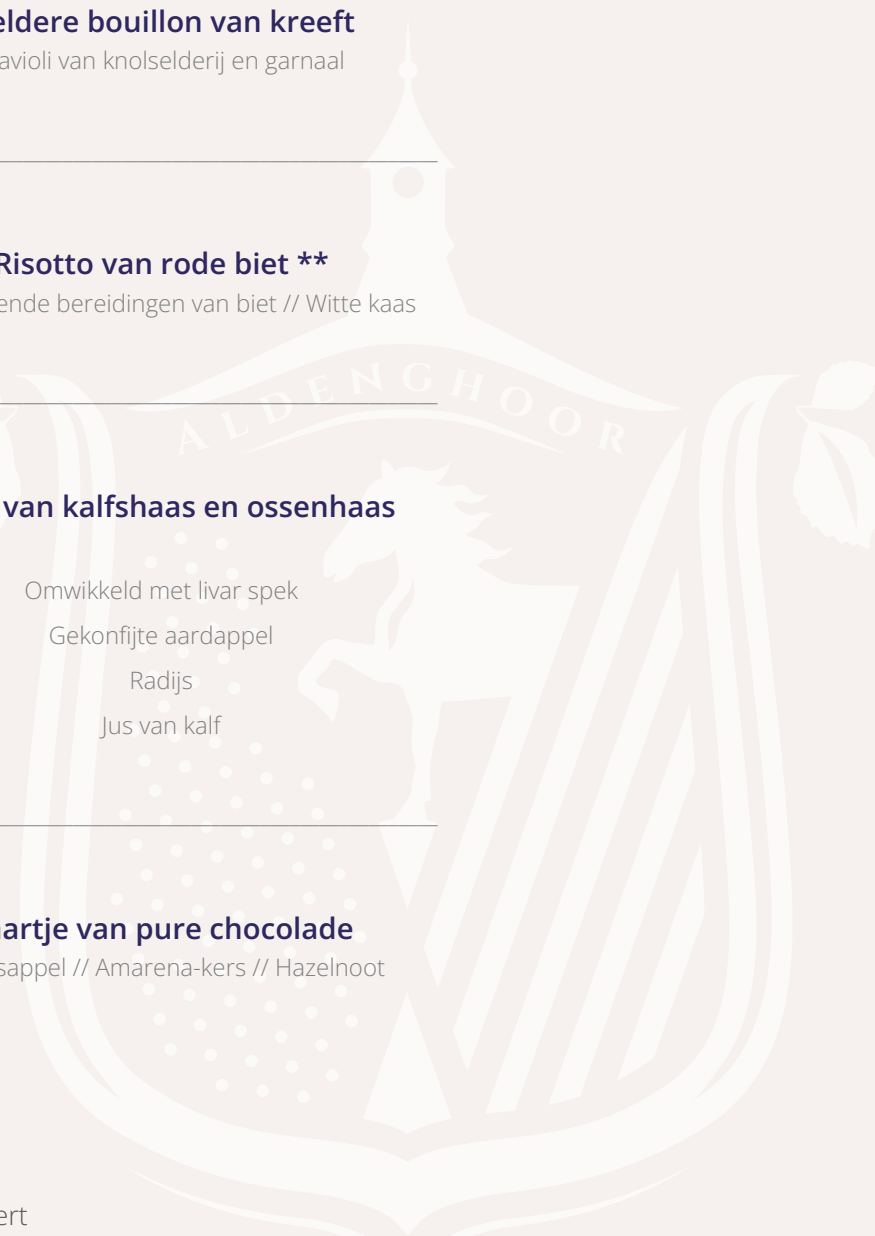 eldere bouillon van kreeft
avioli van knolselderij en garnaal
Risotto van rode biet **
ende bereidingen van biet // Witte kaas
ALDENGHOOR
van kalfshaas en ossenhaas
Omwikkeld met livar spek
Gekonfijte aardappel
Radijs
Jus van kalf
artje van pure chocolade
sappel // Amarena-kers // Hazelnoot
ert